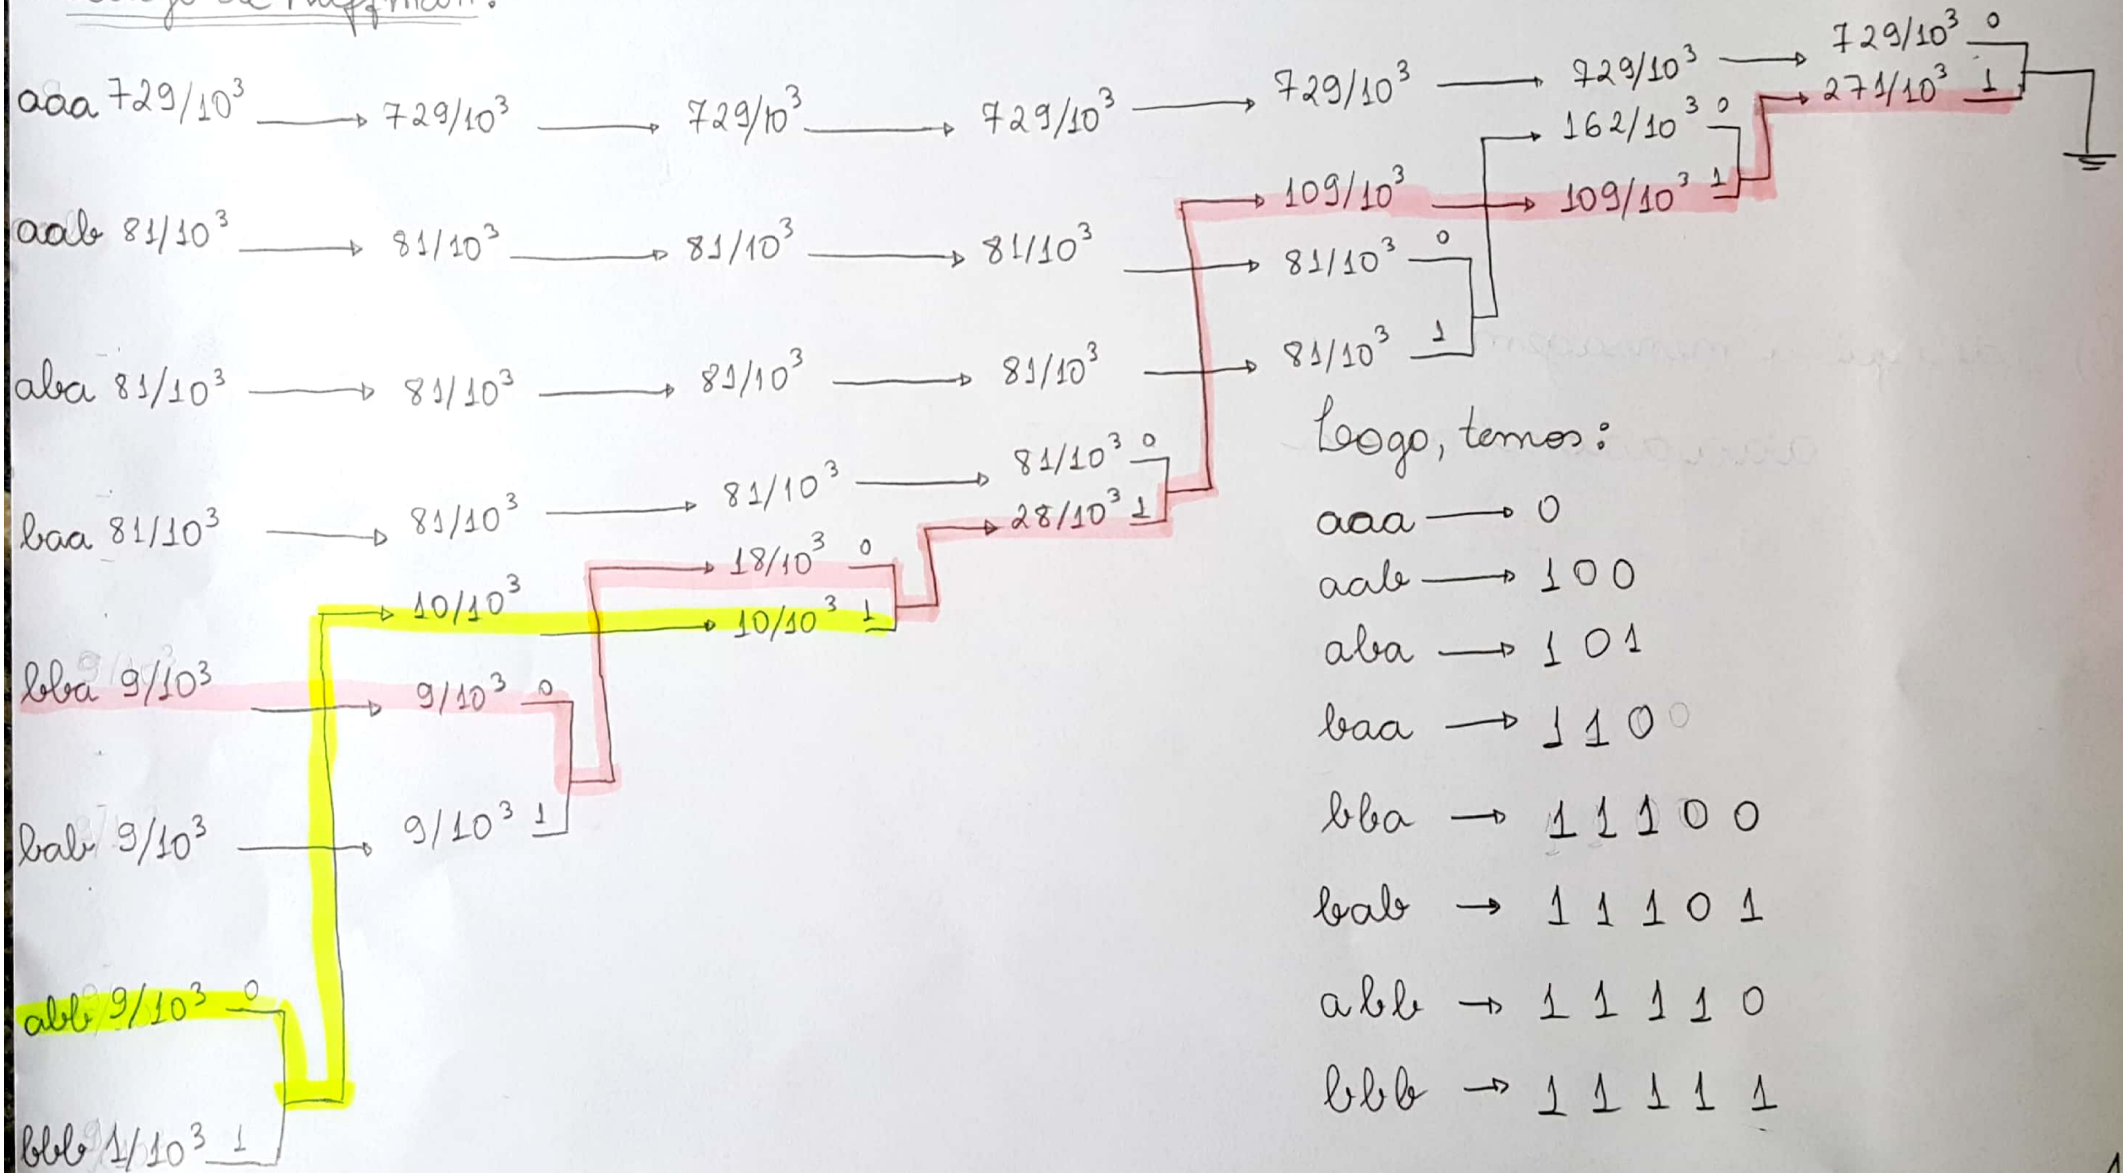 de Huffman:
aaa 729/10³ → 729/10³ → 729/10³ → 729/10³ → 729/10³ → 729/10³ → 729/10³ 0
271/10³ 1
162/10³ 0
109/10³ → 109/10³ 1
aab 81/10³ → 81/10³ → 81/10³ → 81/10³ → 81/10³ 0
aba 81/10³ → 81/10³ → 81/10³ → 81/10³ → 81/10³ 1
baa 81/10³ → 81/10³ → 81/10³ → 81/10³ 0
28/10³ 1
18/10³ 0
10/10³ → 10/10³ 1
bba 9/10³ → 9/10³ 0
bab 9/10³ → 9/10³ 1
abb 9/10³ 0
bbb 1/10³ 1
Logo, temos:
aaa → 0
aab → 100
aba → 101
baa → 110
bba → 11100
bab → 11101
abb → 11110
bbb → 11111